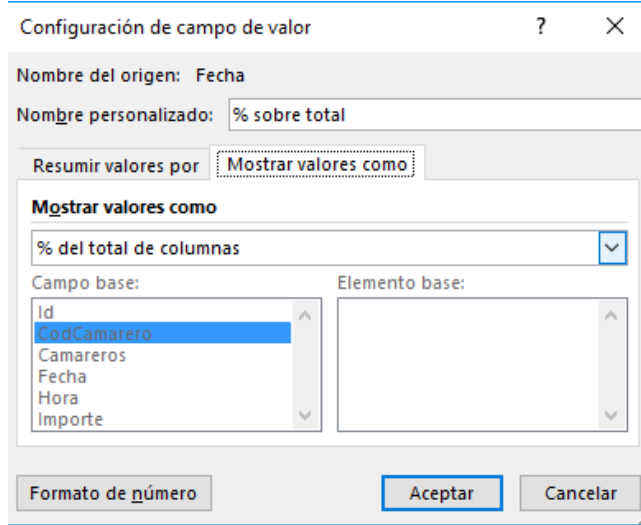 Configuración de campo de valor ? ×
Nombre del origen: Fecha
Nombre personalizado: % sobre total
Resumir valores por Mostrar valores como
Mostrar valores como
% del total de columnas
Campo base: Elemento base:
Id
CodCamarero
Camareros
Fecha
Hora
Importe
Formato de número Aceptar Cancelar